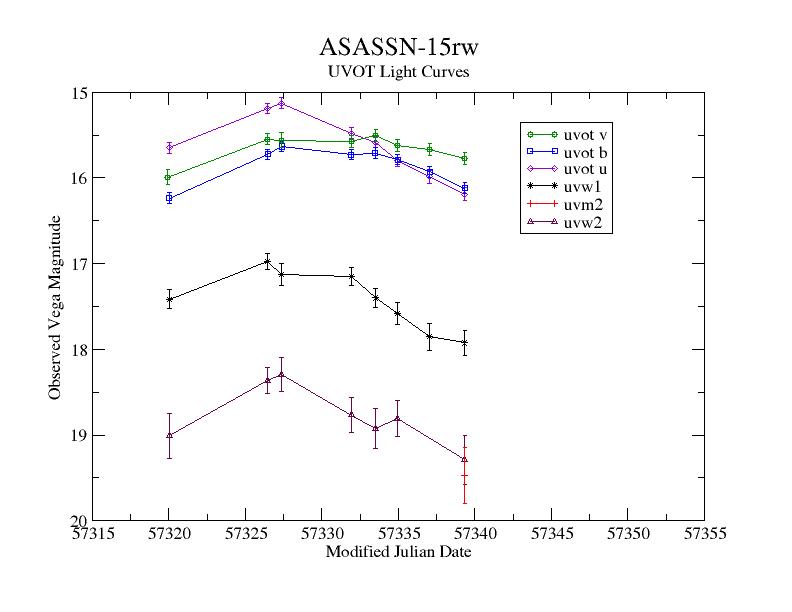 ASASSN-15rw
UVOT Light Curves
15
16
17
18
19
20
Observed Vega Magnitude
uvot v
uvot b
uvot u
uvw1
uvm2
uvw2
57315 57320 57325 57330 57335 57340 57345 57350 57355
Modified Julian Date